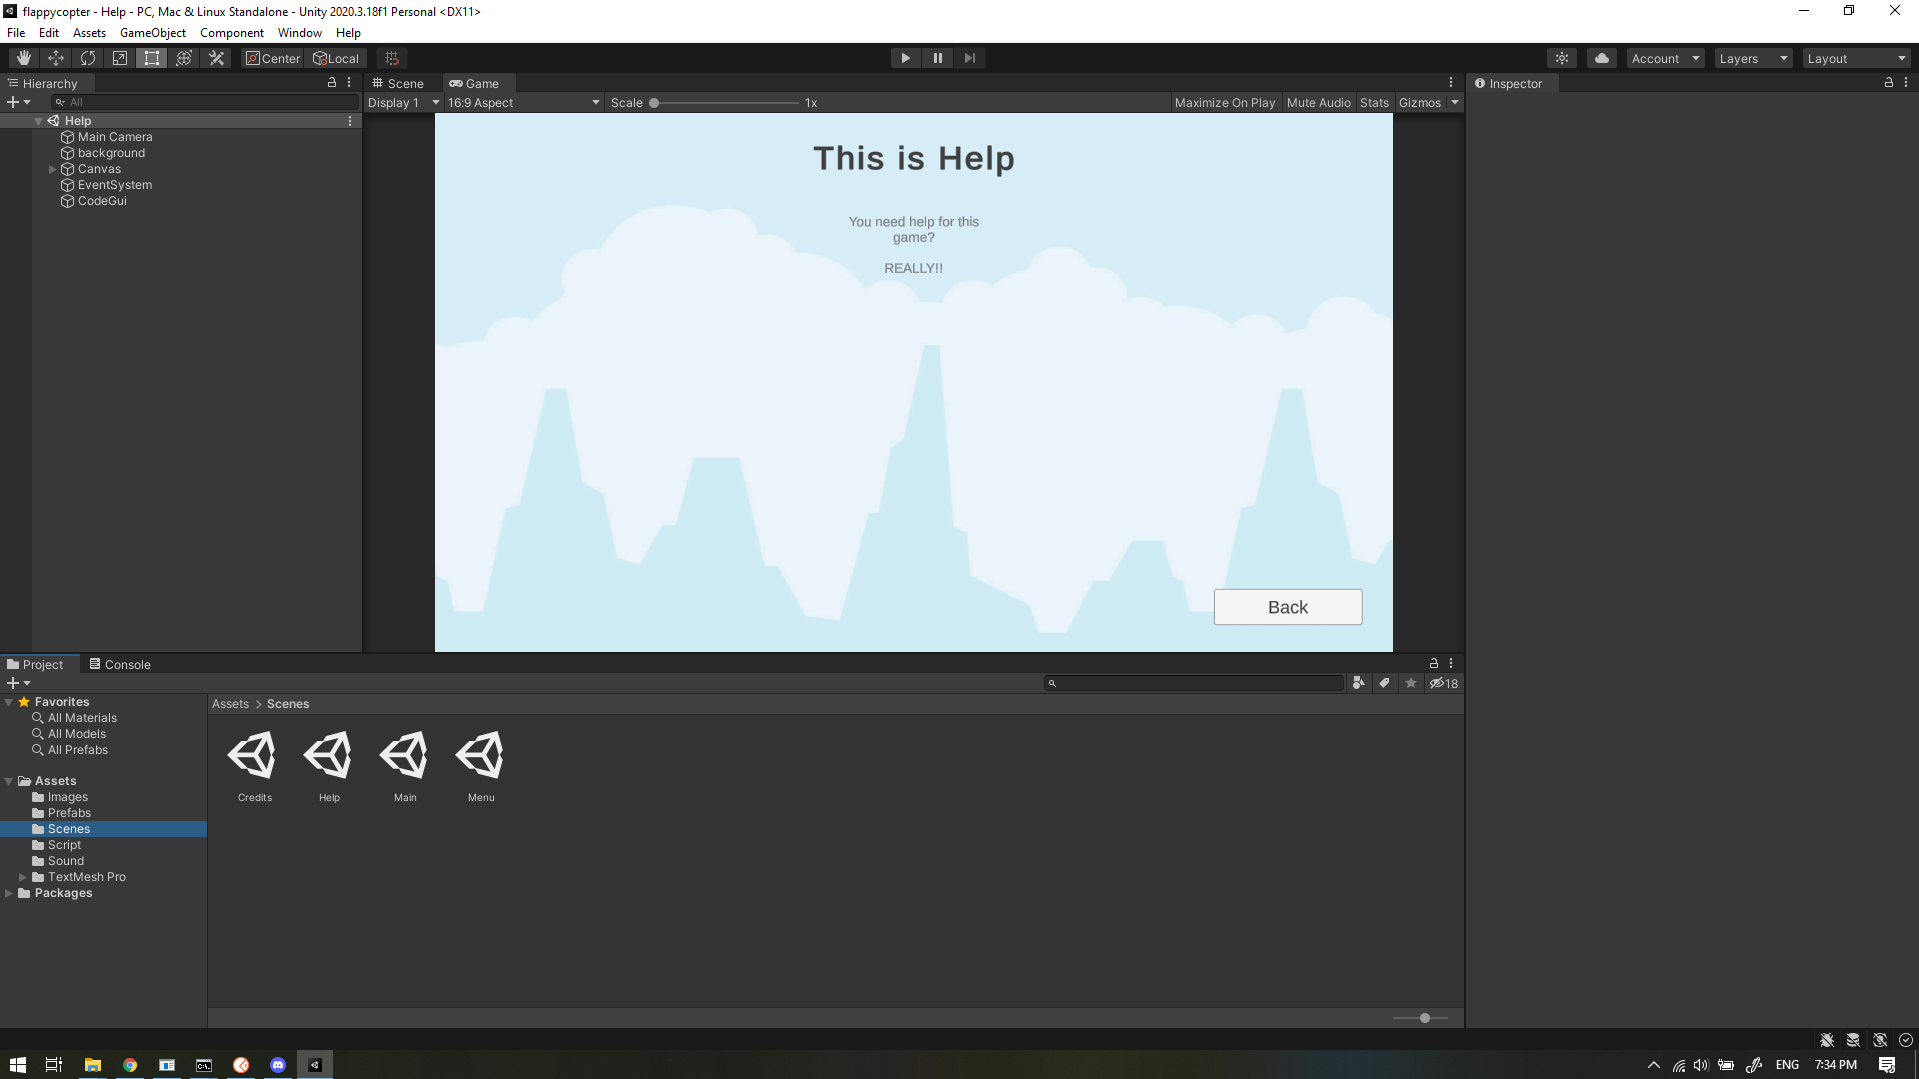 flappycopter - Help - PC, Mac & Linux Standalone - Unity 2020.3.18f1 Personal <DX11>
File Edit Assets GameObject Component Window Help
Center Local Account Layers Layout
Hierarchy
All
Help
Main Camera
background
Canvas
EventSystem
CodeGui
Scene Game
Display 1 16:9 Aspect Scale 1x Maximize On Play Mute Audio Stats Gizmos
This is Help
You need help for this
game?
REALLY!!
Back
Inspector
Project Console
18
Favorites
All Materials
All Models
All Prefabs
Assets
Images
Prefabs
Scenes
Script
Sound
TextMesh Pro
Packages
Assets > Scenes
Credits Help Main Menu
ENG 7:34 PM